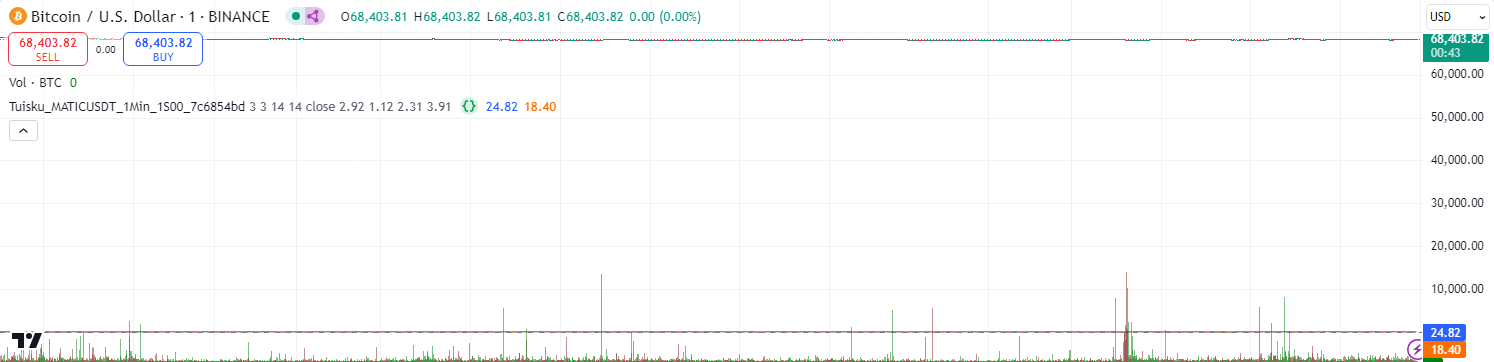 Bitcoin / U.S. Dollar · 1 · BINANCE O68,403.81 H68,403.82 L68,403.81 C68,403.82 0.00 (0.00%) USD
68,403.82 0.00 68,403.82
SELL BUY
68,403.82
00:43
60,000.00
Vol · BTC 0
Tuisku_MATICUSDT_1Min_1S00_7c6854bd 3 3 14 14 close 2.92 1.12 2.31 3.91 {} 24.82 18.40
50,000.00
40,000.00
30,000.00
20,000.00
10,000.00
24.82
18.40